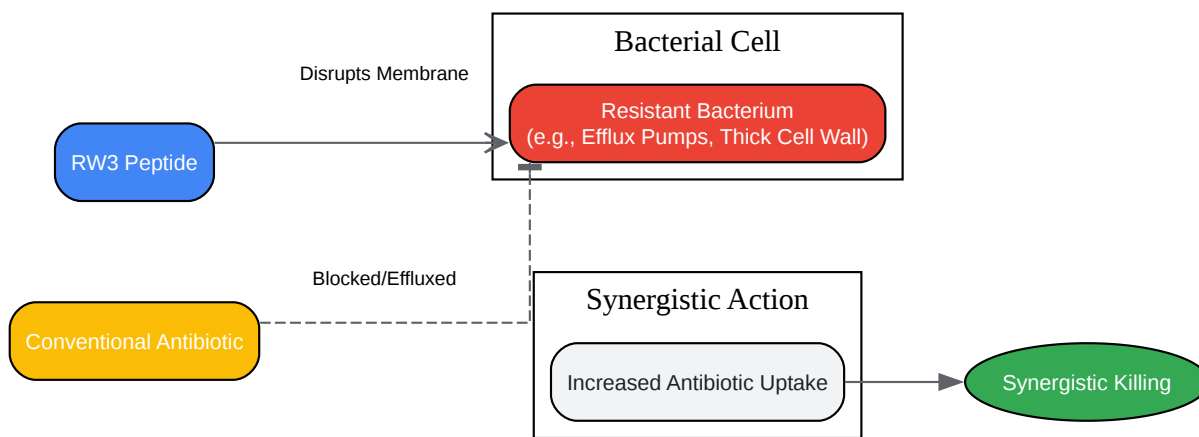 Bacterial Cell
Disrupts Membrane
Resistant Bacterium
(e.g., Efflux Pumps, Thick Cell Wall)
RW3 Peptide
Blocked/Effluxed
Synergistic Action
Conventional Antibiotic
Increased Antibiotic Uptake
Synergistic Killing